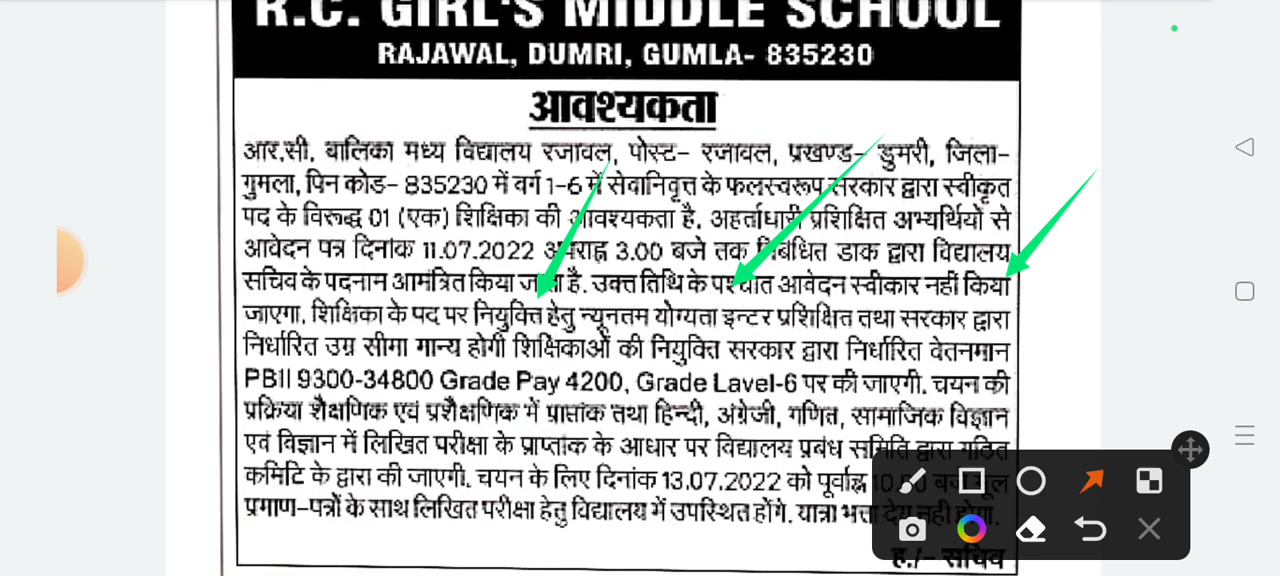 R.C. GIRL'S MIDDLE SCHOOL
RAJAWAL, DUMRI, GUMLA- 835230
आवश्यकता
आर.सी. बालिका मध्य विद्यालय रजावल, पोस्ट- रजावल, प्रखण्ड- डुमरी, जिला-
गुमला, पिन कोड- 835230 में वर्ग 1-6 में सेवानिवृत्त के फलस्वरूप सरकार द्वारा स्वीकृत
पद के विरूद्ध 01 (एक) शिक्षिका की आवश्यकता है. अहर्ताधारी प्रशिक्षित अभ्यर्थियों से
आवेदन पत्र दिनांक 11.07.2022 अपराह्न 3.00 बजे तक निबंधित डाक द्वारा विद्यालय
सचिव के पदनाम आमंत्रित किया जाता है. उक्त तिथि के पश्चात आवेदन स्वीकार नहीं किया
जाएगा. शिक्षिका के पद पर नियुक्ति हेतु न्यूनतम योग्यता इन्टर प्रशिक्षित तथा सरकार द्वारा
निर्धारित उम्र सीमा मान्य होगी शिक्षिकाओं की नियुक्ति सरकार द्वारा निर्धारित वेतनमान
PBII 9300-34800 Grade Pay 4200, Grade Lavel-6 पर की जाएगी. चयन की
प्रक्रिया शैक्षणिक एवं प्रशैक्षणिक में प्राप्तांक तथा हिन्दी, अंग्रेजी, गणित, सामाजिक विज्ञान
एवं विज्ञान में लिखित परीक्षा के प्राप्तांक के आधार पर विद्यालय प्रबंध समिति द्वारा गठित
कमिटि के द्वारा की जाएगी. चयन के लिए दिनांक 13.07.2022 को पूर्वाह्न बजे मूल
प्रमाण-पत्रों के साथ लिखित परीक्षा हेतु विद्यालय में उपस्थित होंगे. यात्रा भत्ता देय नही होगा.
ह./- सचिव